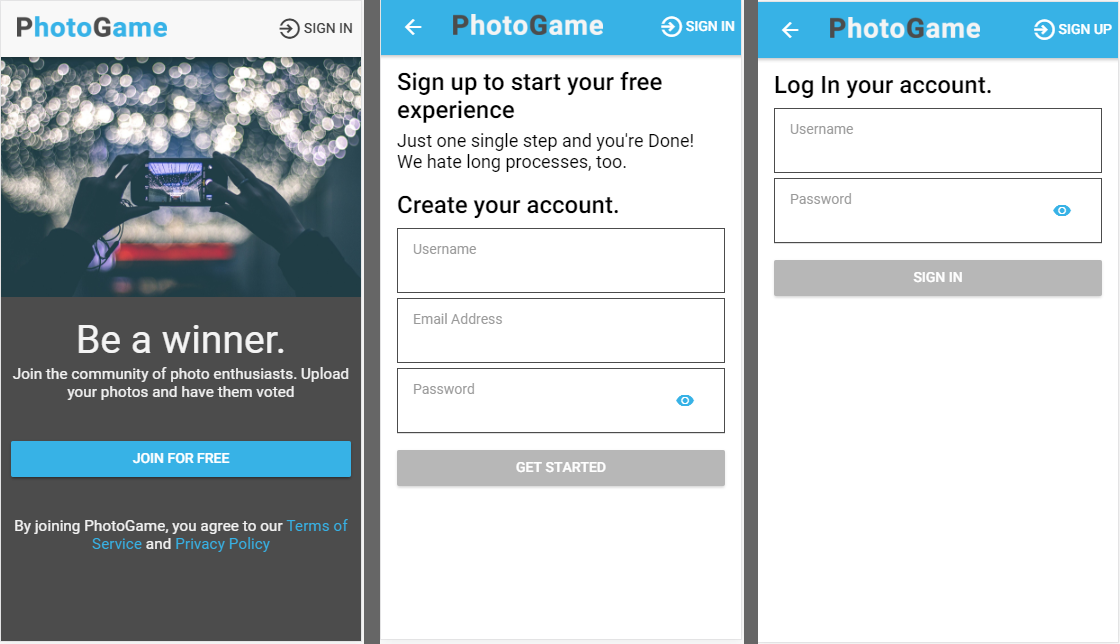 PhotoGame
SIGN IN
Be a winner.
Join the community of photo enthusiasts. Upload
your photos and have them voted
JOIN FOR FREE
By joining PhotoGame, you agree to our Terms of
Service and Privacy Policy
PhotoGame
SIGN IN
Sign up to start your free
experience
Just one single step and you're Done!
We hate long processes, too.
Create your account.
Username
Email Address
Password
GET STARTED
PhotoGame
SIGN UP
Log In your account.
Username
Password
SIGN IN